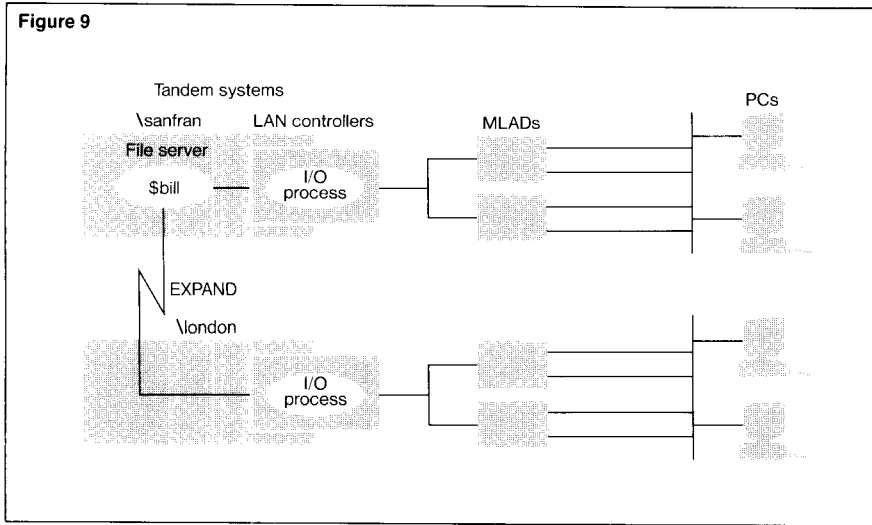 Figure 9
Tandem systems
\sanfran
LAN controllers
MLADs
PCs
File server
$bill
I/O
process
EXPAND
\london
I/O
process